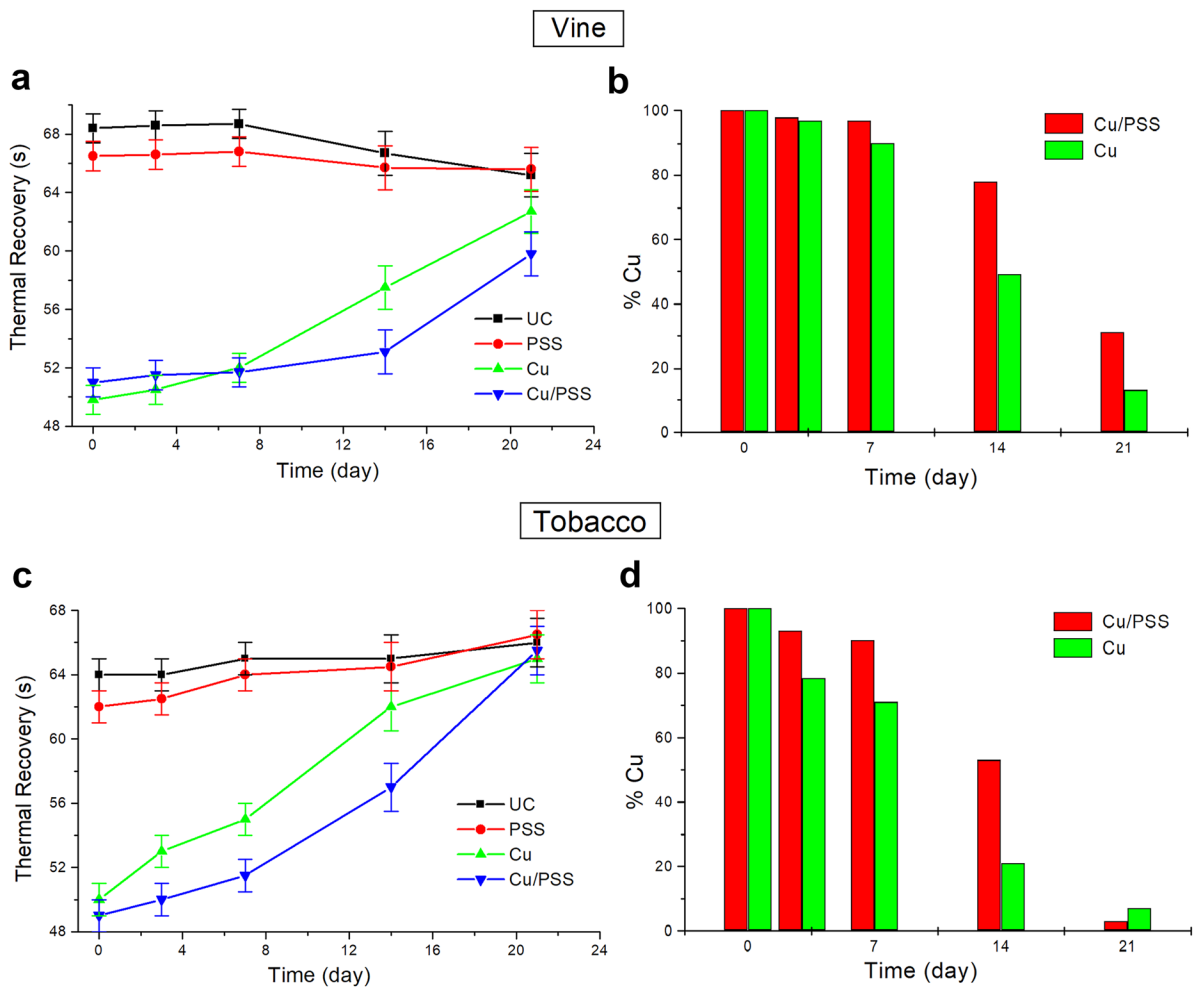 Vine
a
Thermal Recovery (s)
68
64
60
56
52
48
0 4 8 12 16 20 24
Time (day)
UC
PSS
Cu
Cu/PSS
b
% Cu
100
80
60
40
20
0
0 7 14 21
Time (day)
Cu/PSS
Cu
Tobacco
c
Thermal Recovery (s)
68
64
60
56
52
48
0 4 8 12 16 20 24
Time (day)
UC
PSS
Cu
Cu/PSS
d
% Cu
100
80
60
40
20
0
0 7 14 21
Time (day)
Cu/PSS
Cu